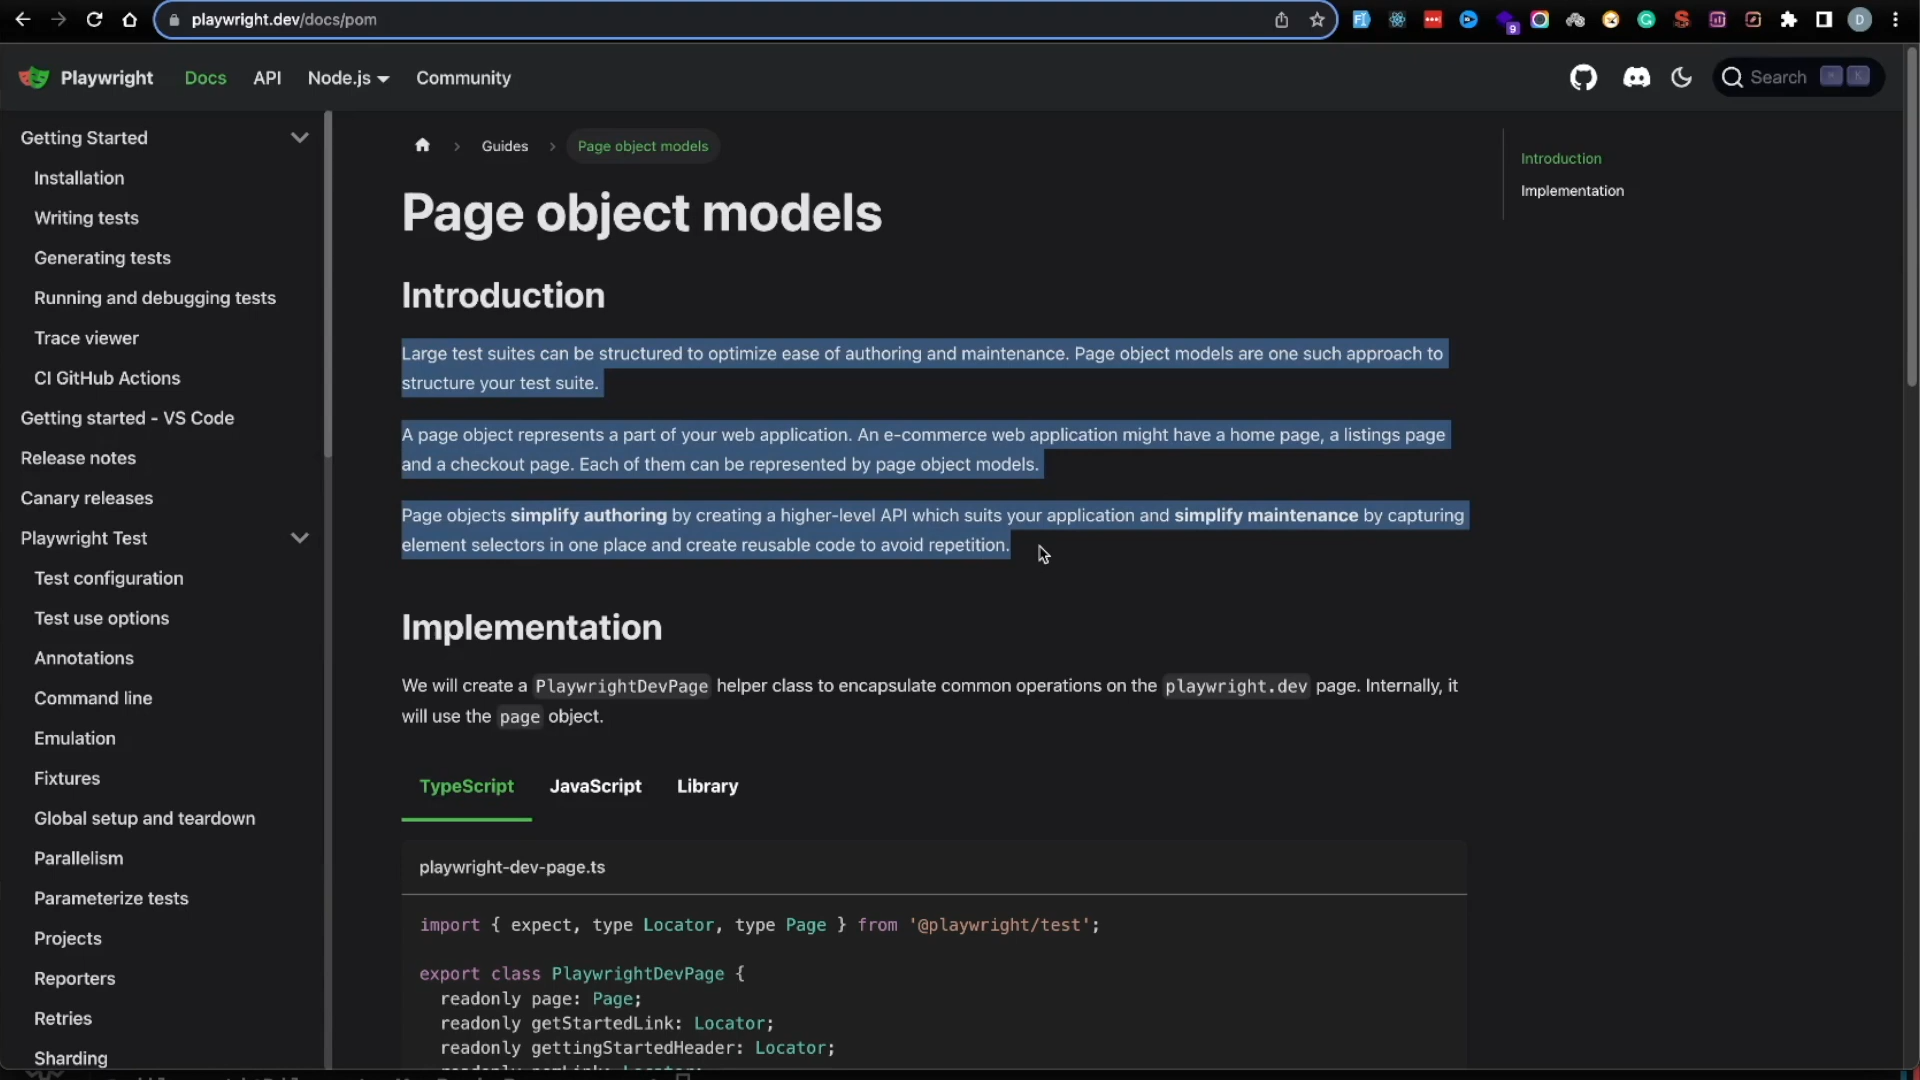 playwright.dev/docs/pom
9
D
Playwright
Docs
API
Node.js
Community
Search
K
Getting Started
Installation
Writing tests
Generating tests
Running and debugging tests
Trace viewer
CI GitHub Actions
Getting started - VS Code
Release notes
Canary releases
Playwright Test
Test configuration
Test use options
Annotations
Command line
Emulation
Fixtures
Global setup and teardown
Parallelism
Parameterize tests
Projects
Reporters
Retries
Sharding
Guides
Page object models
Page object models
Introduction
Large test suites can be structured to optimize ease of authoring and maintenance. Page object models are one such approach to
structure your test suite.
A page object represents a part of your web application. An e-commerce web application might have a home page, a listings page
and a checkout page. Each of them can be represented by page object models.
Page objects simplify authoring by creating a higher-level API which suits your application and simplify maintenance by capturing
element selectors in one place and create reusable code to avoid repetition.
Implementation
We will create a PlaywrightDevPage helper class to encapsulate common operations on the playwright.dev page. Internally, it
will use the page object.
TypeScript
JavaScript
Library
playwright-dev-page.ts
import { expect, type Locator, type Page } from '@playwright/test';
export class PlaywrightDevPage {
readonly page: Page;
readonly getStartedLink: Locator;
readonly gettingStartedHeader: Locator;
Introduction
Implementation